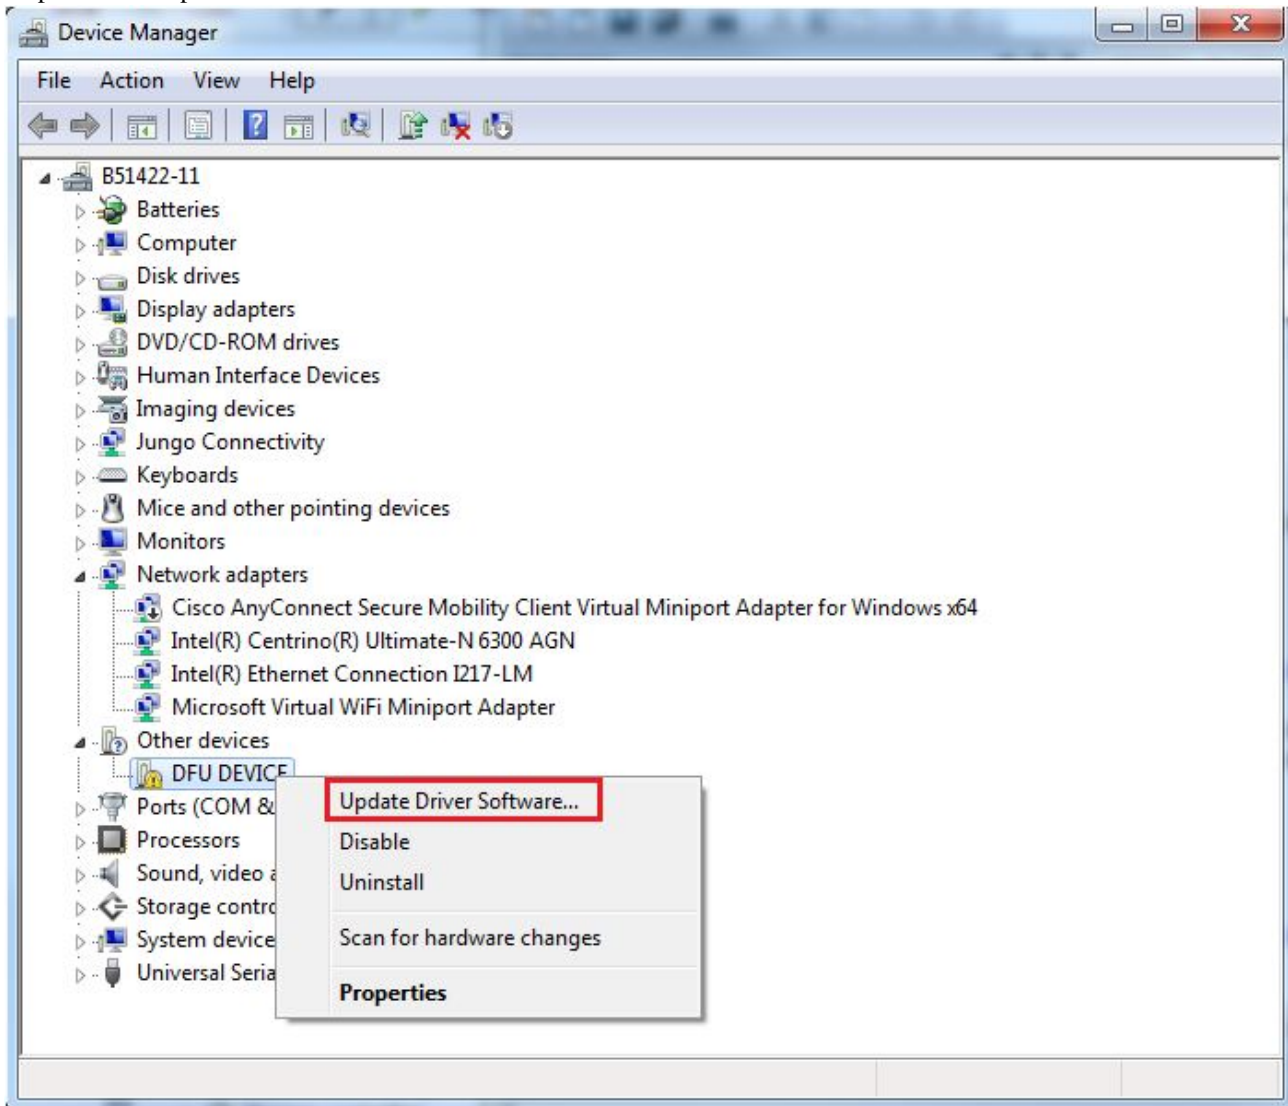 Device Manager
File Action View Help
B51422-11
Batteries
Computer
Disk drives
Display adapters
DVD/CD-ROM drives
Human Interface Devices
Imaging devices
Jungo Connectivity
Keyboards
Mice and other pointing devices
Monitors
Network adapters
Cisco AnyConnect Secure Mobility Client Virtual Miniport Adapter for Windows x64
Intel(R) Centrino(R) Ultimate-N 6300 AGN
Intel(R) Ethernet Connection I217-LM
Microsoft Virtual WiFi Miniport Adapter
Other devices
DFU DEVICE
Update Driver Software...
Ports (COM &
Disable
Processors
Uninstall
Sound, video
Storage contro
Scan for hardware changes
System device
Universal Seria
Properties